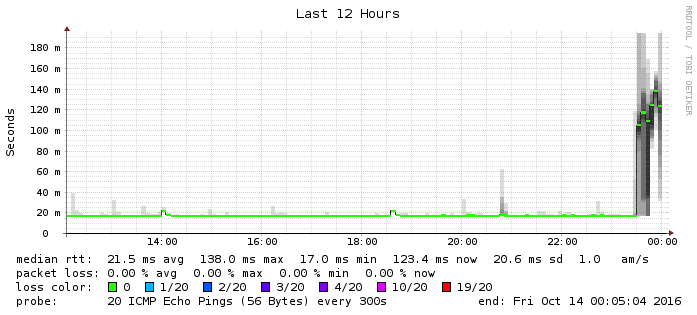 Last 12 Hours
RRDTOOL / TOBI OETIKER
Seconds
180 m
160 m
140 m
120 m
100 m
80 m
60 m
40 m
20 m
0
14:00 16:00 18:00 20:00 22:00 00:00
median rtt: 21.5 ms avg 138.0 ms max 17.0 ms min 123.4 ms now 20.6 ms sd 1.0 am/s
packet loss: 0.00 % avg 0.00 % max 0.00 % min 0.00 % now
loss color: 0 1/20 2/20 3/20 4/20 10/20 19/20
probe: 20 ICMP Echo Pings (56 Bytes) every 300s end: Fri Oct 14 00:05:04 2016